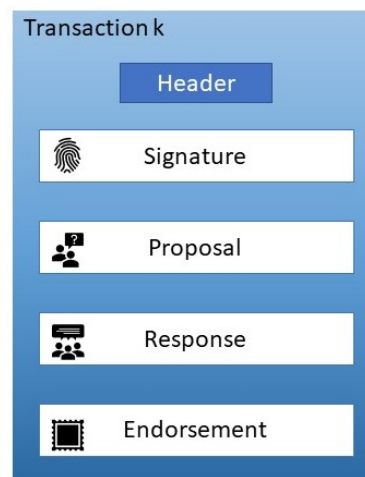 Transaction k
Header
Signature
?
Proposal
Response
Endorsement